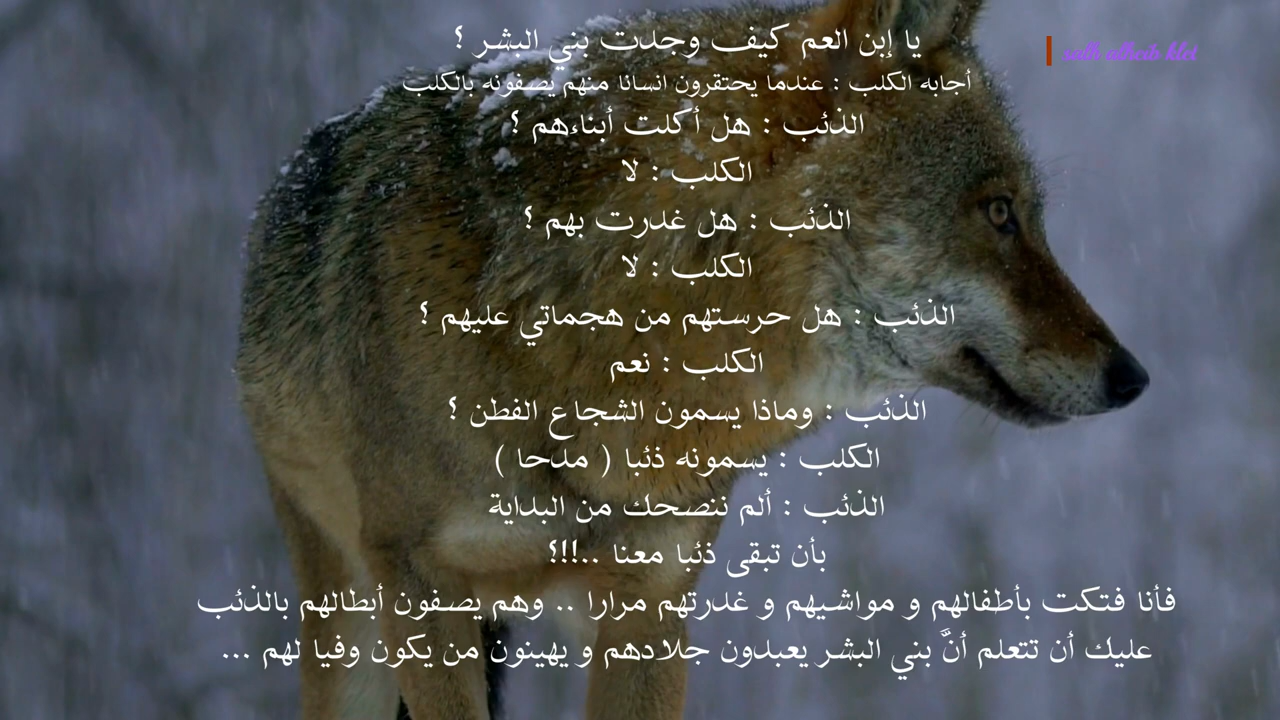 يا إبن العم كيف وجدت بني البشر ؟
أجابه الكلب : عندما يحتقرون انسانا منهم يصفونه بالكلب
الذئب : هل أكلت أبناءهم ؟
الكلب : لا
الذئب : هل غدرت بهم ؟
الكلب : لا
الذئب : هل حرستهم من هجماتي عليهم ؟
الكلب : نعم
الذئب : وماذا يسمون الشجاع الفطن ؟
الكلب : يسمونه ذئبا ( مدحا )
الذئب : ألم ننصحك من البداية
بأن تبقى ذئبا معنا ..!!!؟
فأنا فتكت بأطفالهم و مواشيهم و غدرتهم مرارا .. وهم يصفون أبطالهم بالذئب
عليك أن تتعلم أنَّ بني البشر يعبدون جلادهم و يهينون من يكون وفيا لهم ...